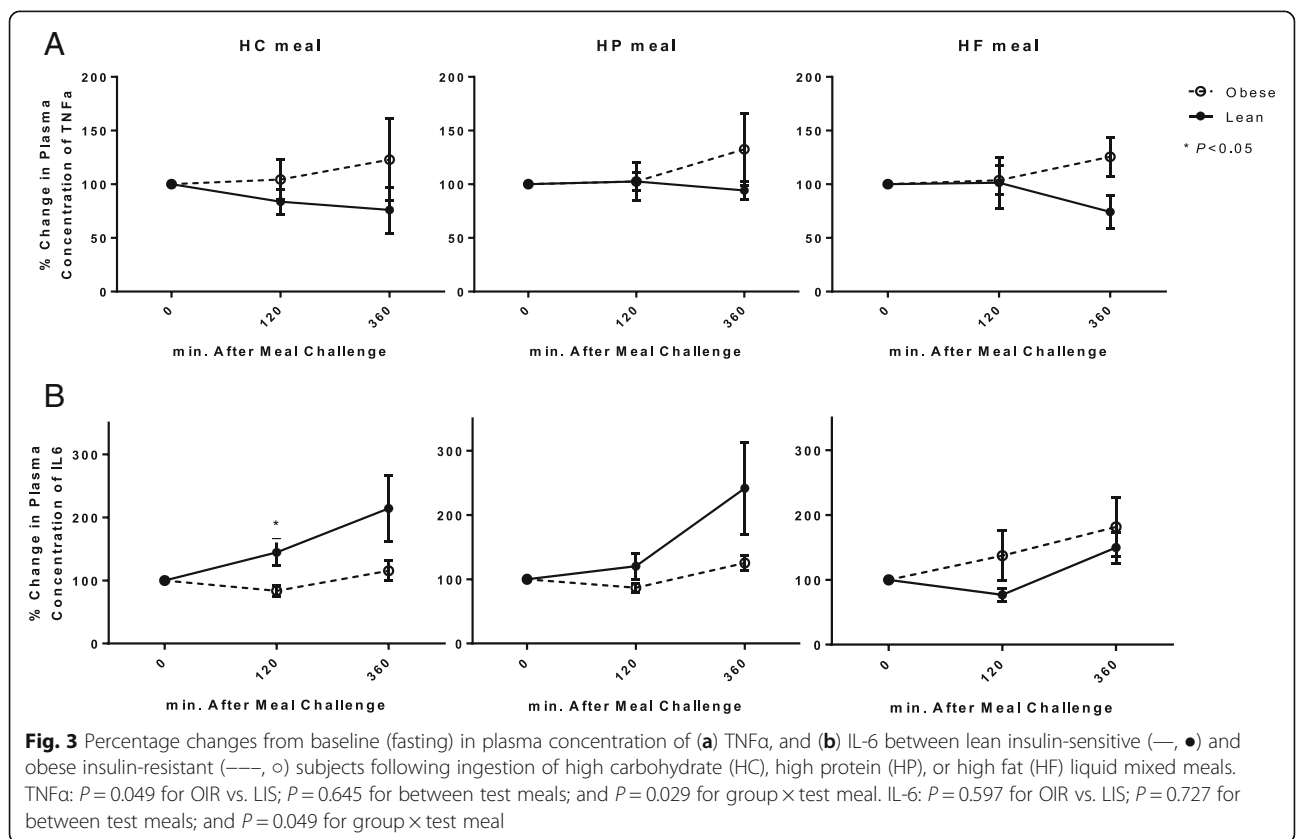 A
HC meal
HP meal
HF meal
% Change in Plasma
Concentration of TNFa
200
150
100
50
0
0
120
360
min. After Meal Challenge
200
150
100
50
0
0
120
360
min. After Meal Challenge
200
150
100
50
0
0
120
360
min. After Meal Challenge
Obese
Lean
* P<0.05
B
% Change in Plasma
Concentration of IL6
300
200
100
0
*
0
120
360
min. After Meal Challenge
300
200
100
0
0
120
360
min. After Meal Challenge
300
200
100
0
0
120
360
min. After Meal Challenge
Fig. 3 Percentage changes from baseline (fasting) in plasma concentration of (a) TNFα, and (b) IL-6 between lean insulin-sensitive (—, ●) and
obese insulin-resistant (−−−, ○) subjects following ingestion of high carbohydrate (HC), high protein (HP), or high fat (HF) liquid mixed meals.
TNFα: P = 0.049 for OIR vs. LIS; P = 0.645 for between test meals; and P = 0.029 for group × test meal. IL-6: P = 0.597 for OIR vs. LIS; P = 0.727 for
between test meals; and P = 0.049 for group × test meal